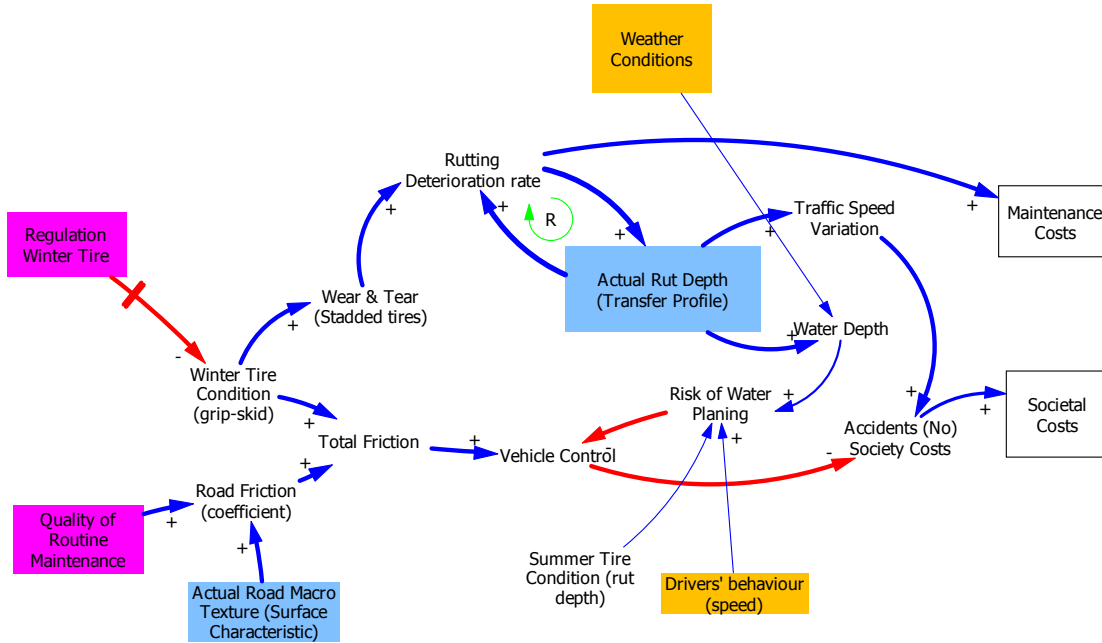 Weather
Conditions
Rutting
Deterioration rate
+
+
+
+
R
Traffic Speed
Variation
+
+
Maintenance
Costs
Regulation
Winter Tire
Actual Rut Depth
(Transfer Profile)
Wear & Tear
(Stadded tires)
+
+
Water Depth
-
Winter Tire
Condition
(grip-skid)
+
Risk of Water
Planing
+
+
+
+
Societal
Costs
Accidents (No)
Society Costs
-
Total Friction
+
+
Vehicle Control
-
Road Friction
(coefficient)
+
+
+
Quality of
Routine
Maintenance
Summer Tire
Condition (rut
depth)
Drivers' behaviour
(speed)
Actual Road Macro
Texture (Surface
Characteristic)